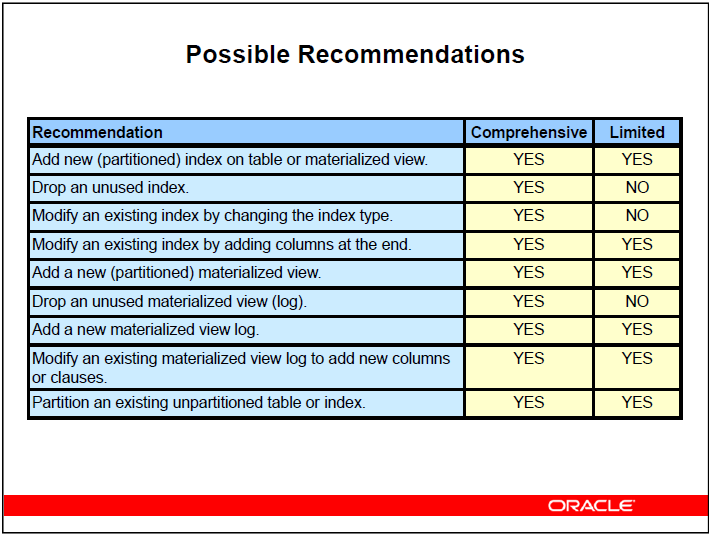 Possible Recommendations
Recommendation Comprehensive Limited
Add new (partitioned) index on table or materialized view. YES YES
Drop an unused index. YES NO
Modify an existing index by changing the index type. YES NO
Modify an existing index by adding columns at the end. YES YES
Add a new (partitioned) materialized view. YES YES
Drop an unused materialized view (log). YES NO
Add a new materialized view log. YES YES
Modify an existing materialized view log to add new columns YES YES
or clauses.
Partition an existing unpartitioned table or index. YES YES
ORACLE